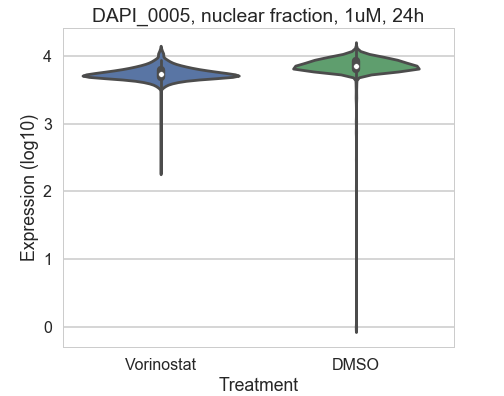 DAPI_0005, nuclear fraction, 1uM, 24h
4
3
2
1
0
Expression (log10)
Vorinostat DMSO
Treatment